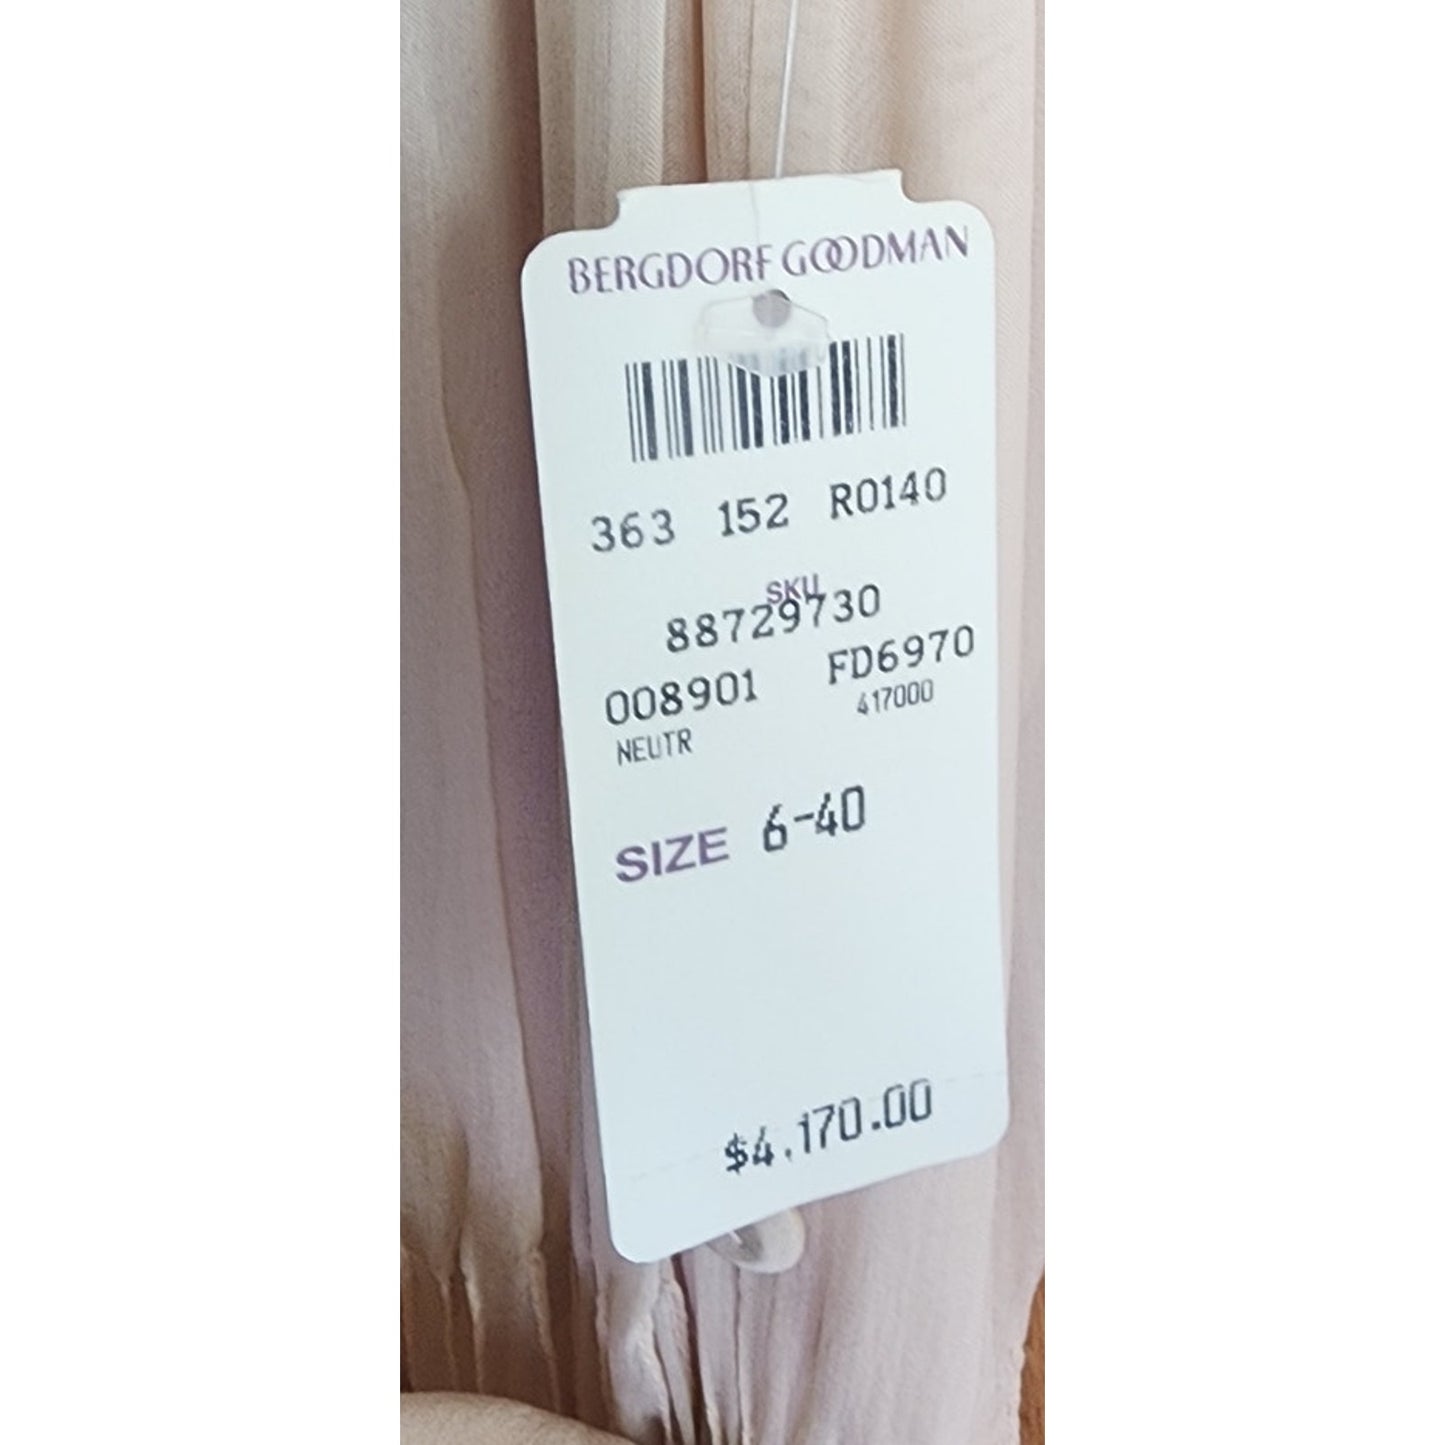 BERGDORF GOODMAN
363 152 R0140
SKU
88729730
008901 FD6970
NEUTR 417000
SIZE 6-40
$4,170.00